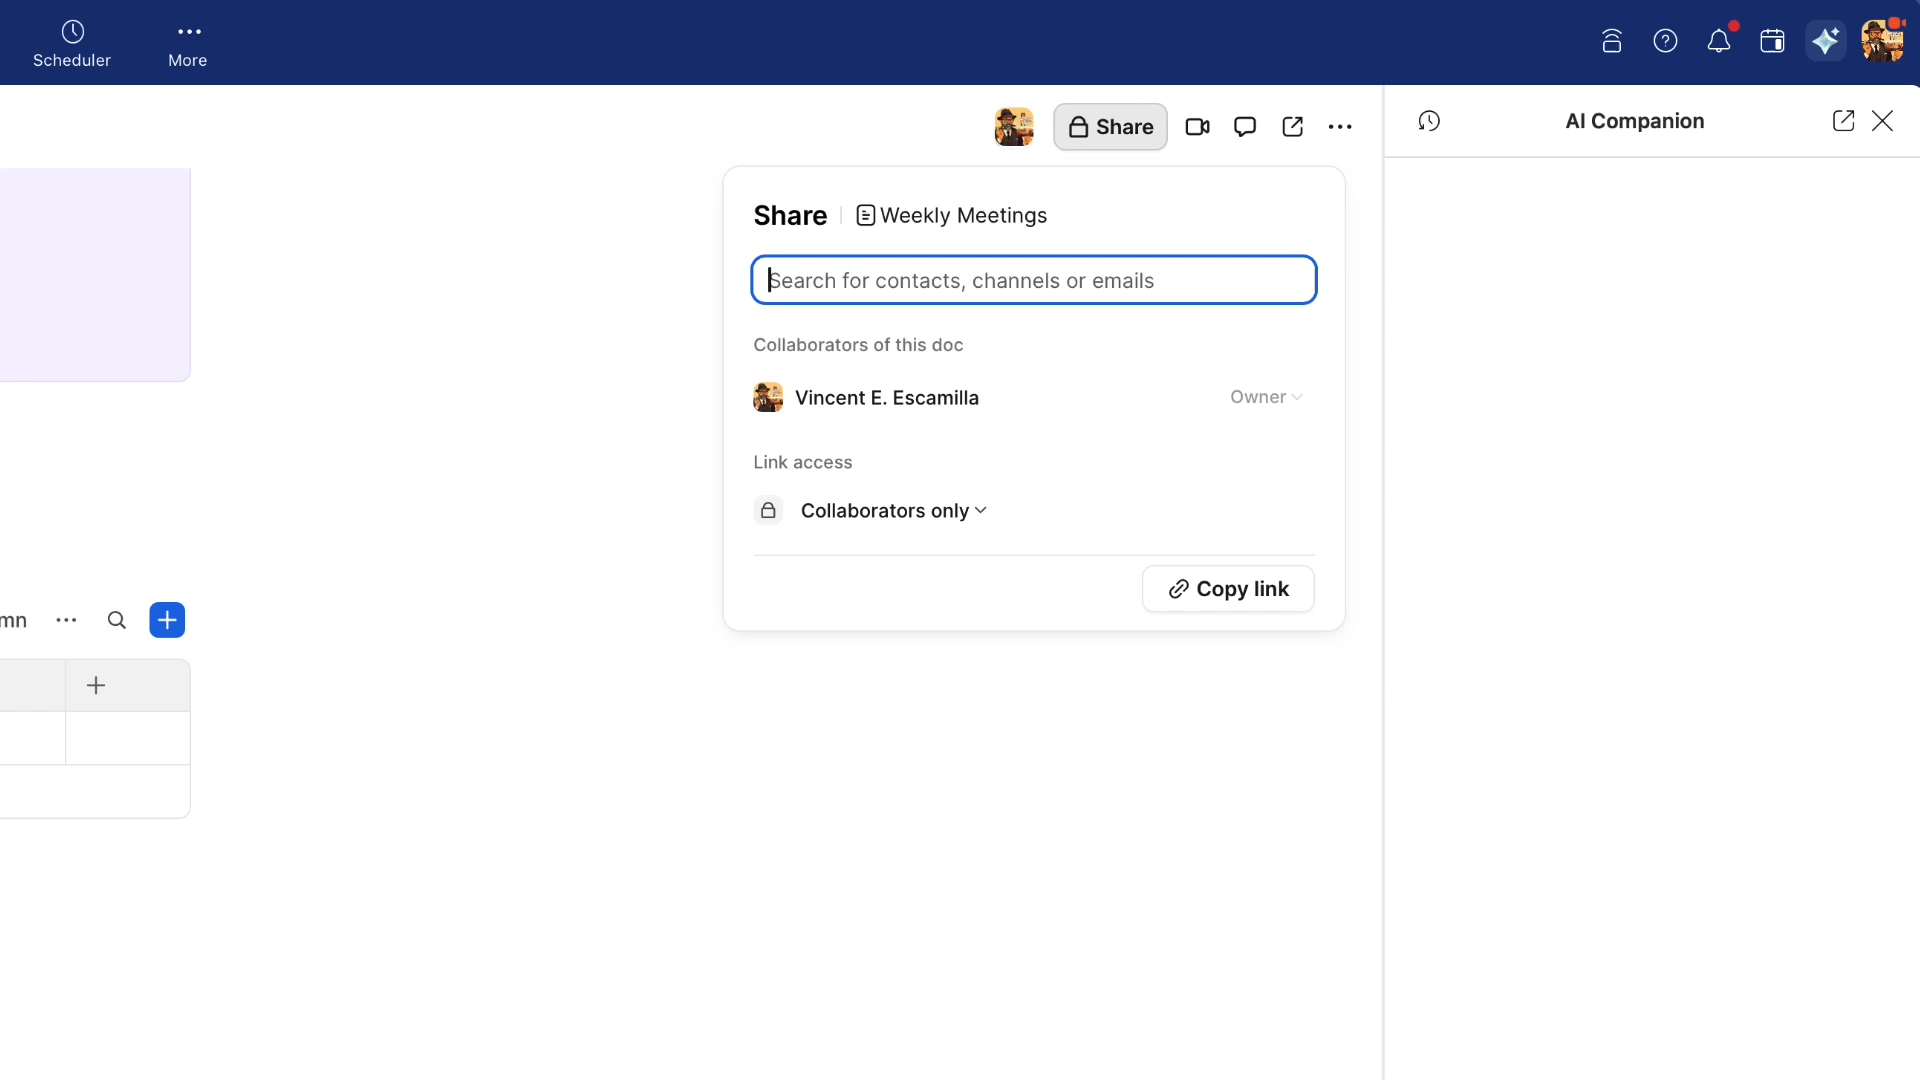 Scheduler
More
Share
AI Companion
Share
Weekly Meetings
Search for contacts, channels or emails
Collaborators of this doc
Vincent E. Escamilla
Owner
Link access
Collaborators only
Copy link
mn